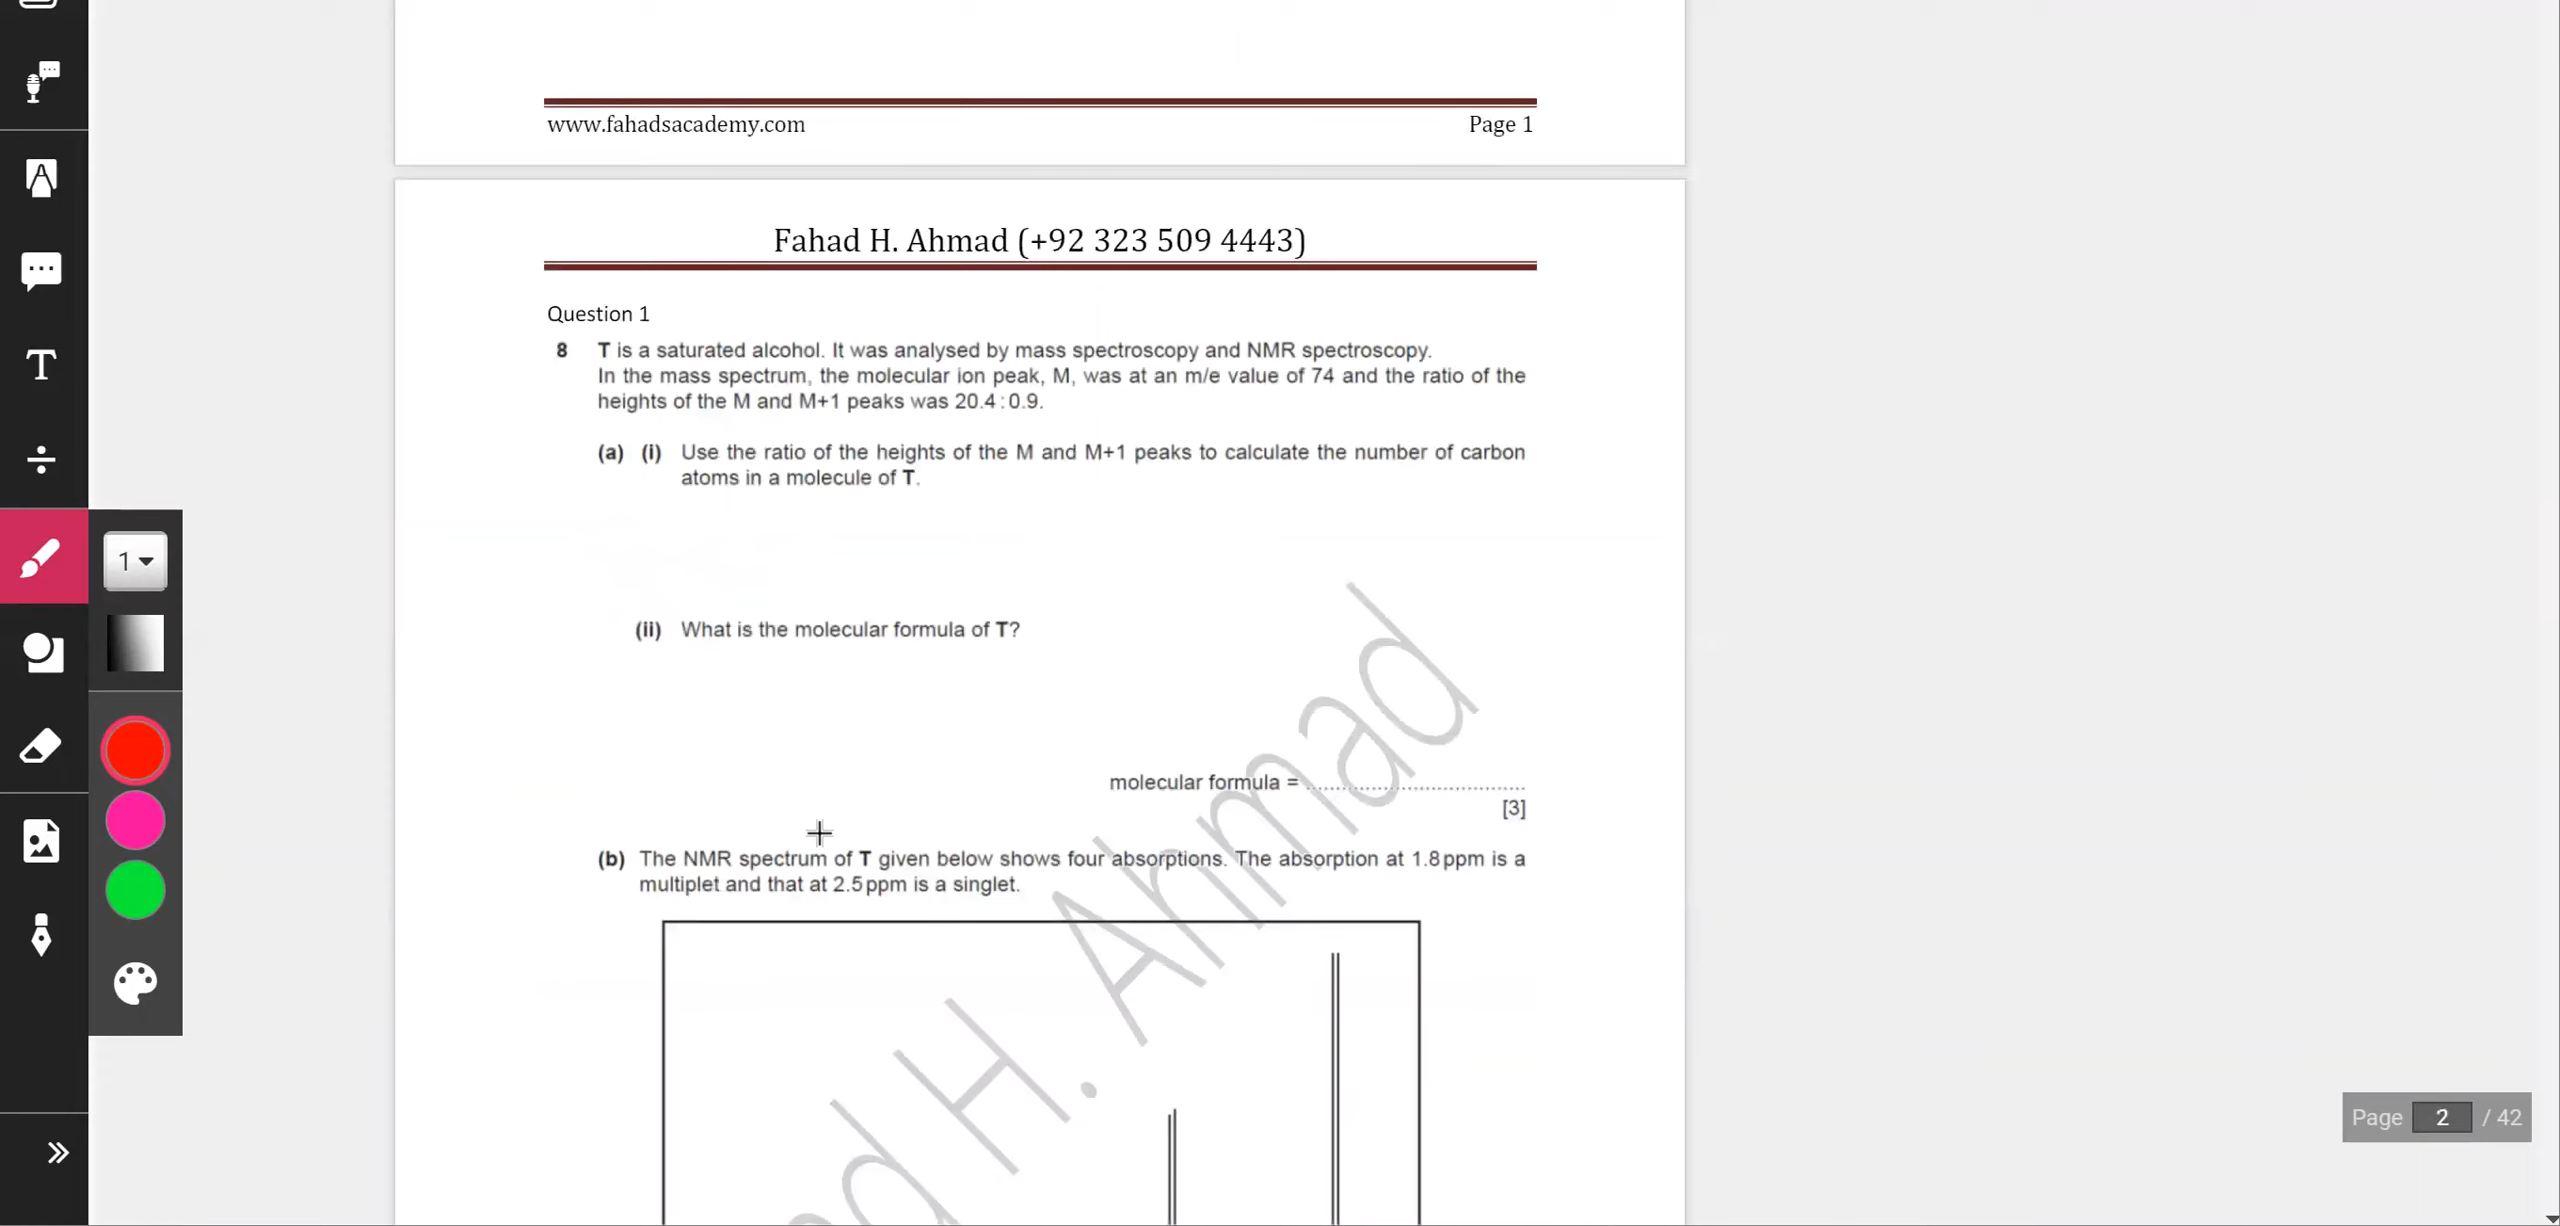 www.fahadsacademy.com Page 1
Fahad H. Ahmad (+92 323 509 4443)
Question 1
8 T is a saturated alcohol. It was analysed by mass spectroscopy and NMR spectroscopy.
In the mass spectrum, the molecular ion peak, M, was at an m/e value of 74 and the ratio of the
heights of the M and M+1 peaks was 20.4:0.9.
(a) (i) Use the ratio of the heights of the M and M+1 peaks to calculate the number of carbon
atoms in a molecule of T.
(ii) What is the molecular formula of T?
molecular formula = ....................................
[3]
(b) The NMR spectrum of T given below shows four absorptions. The absorption at 1.8 ppm is a
multiplet and that at 2.5 ppm is a singlet.
d H. Ahmad
1
T
Page 2 / 42